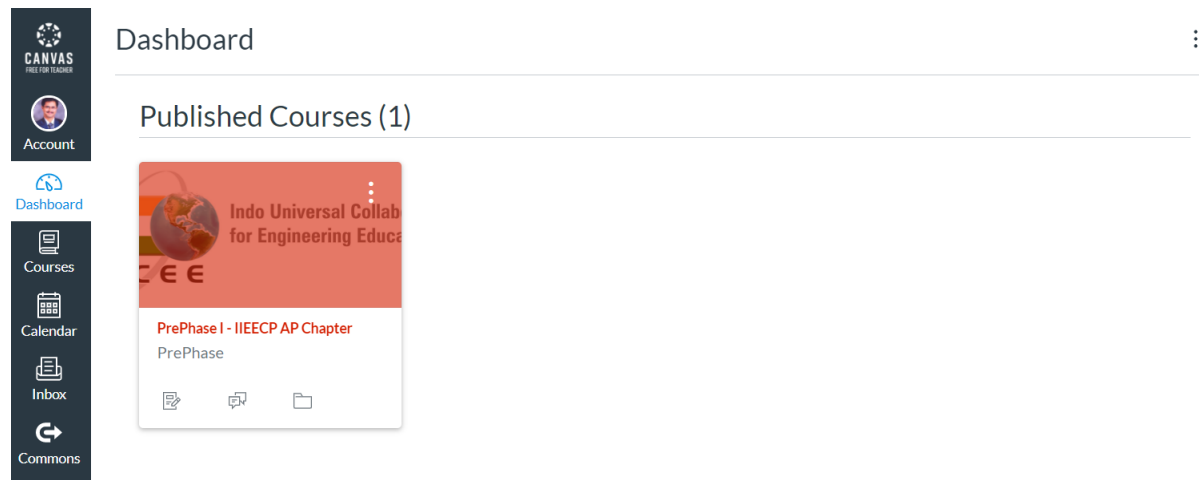 CANVAS
FREE FOR TEACHER
Account
Dashboard
Courses
Calendar
Inbox
Commons
Dashboard
Published Courses (1)
Indo Universal Collab
for Engineering Educa
C E E
PrePhase I - IIEECP AP Chapter
PrePhase